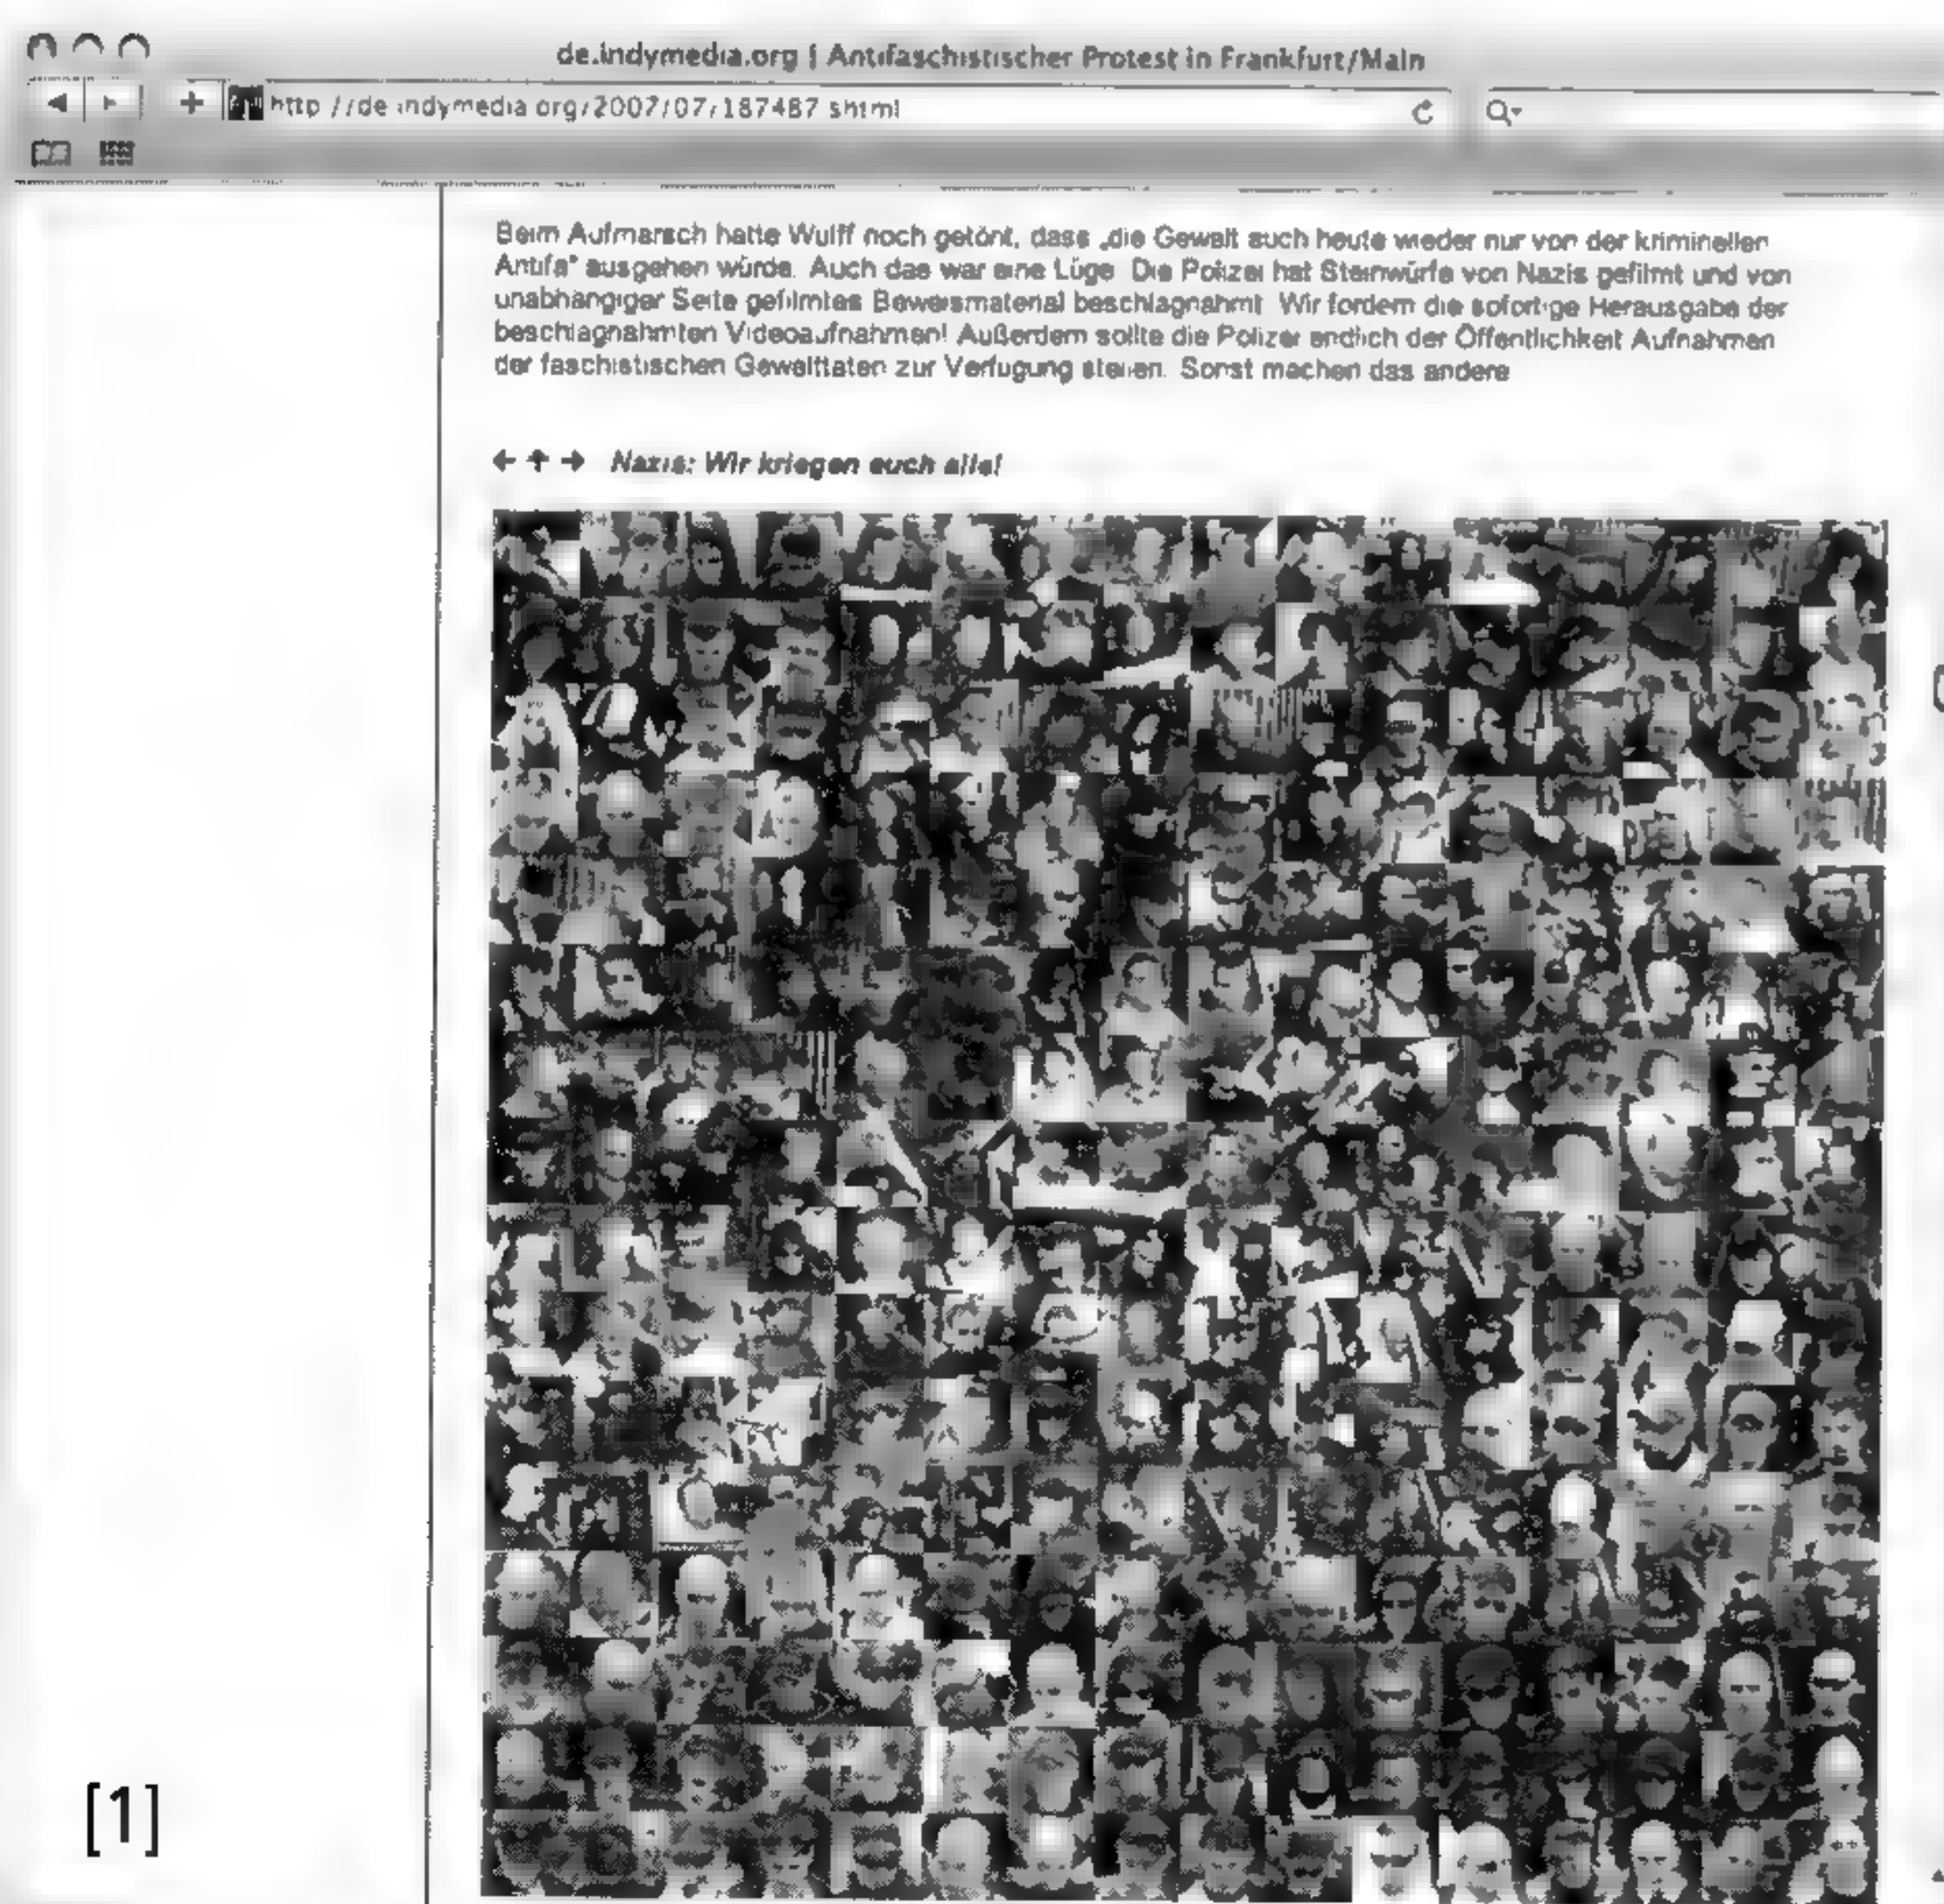 de.indymedia.org | Antifaschistischer Protest in Frankfurt/Main
http://de.indymedia.org/2007/07/187487.shtml
Beim Aufmarsch hatte Wulff noch getönt, dass „die Gewalt auch heute wieder nur von der kriminellen
Antifa" ausgehen würde. Auch das war eine Lüge. Die Polizei hat Steinwürfe von Nazis gefilmt und von
unabhängiger Seite gefilmtes Beweismaterial beschlagnahmt. Wir fordern die sofortige Herausgabe der
beschlagnahmten Videoaufnahmen! Außerdem sollte die Polizei endlich der Öffentlichkeit Aufnahmen
der faschistischen Gewalttaten zur Verfügung stellen. Sonst machen das andere
Nazis: Wir kriegen euch alle!
[1]